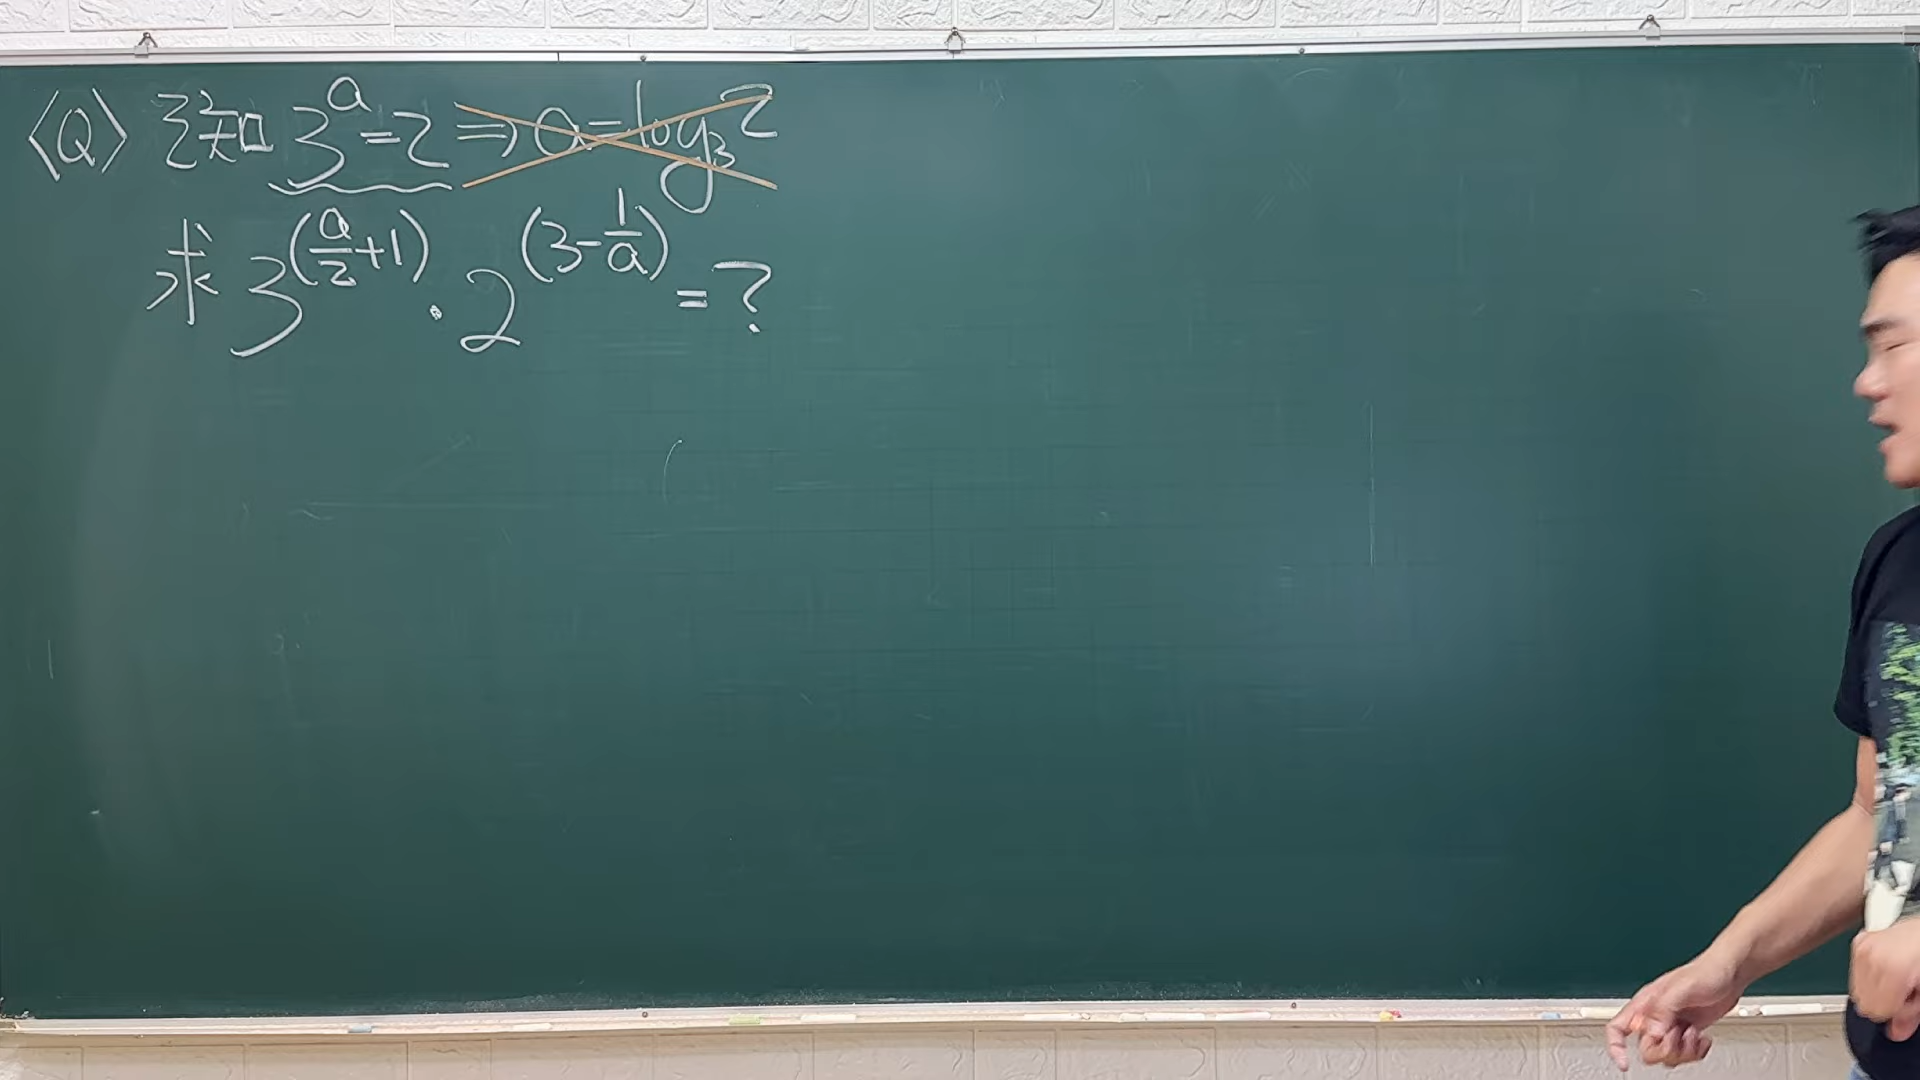 〈Q〉 已知 3^a=2 ⇒ a=log₃2
求 3^(a/2+1) · 2^(3-1/a) = ?